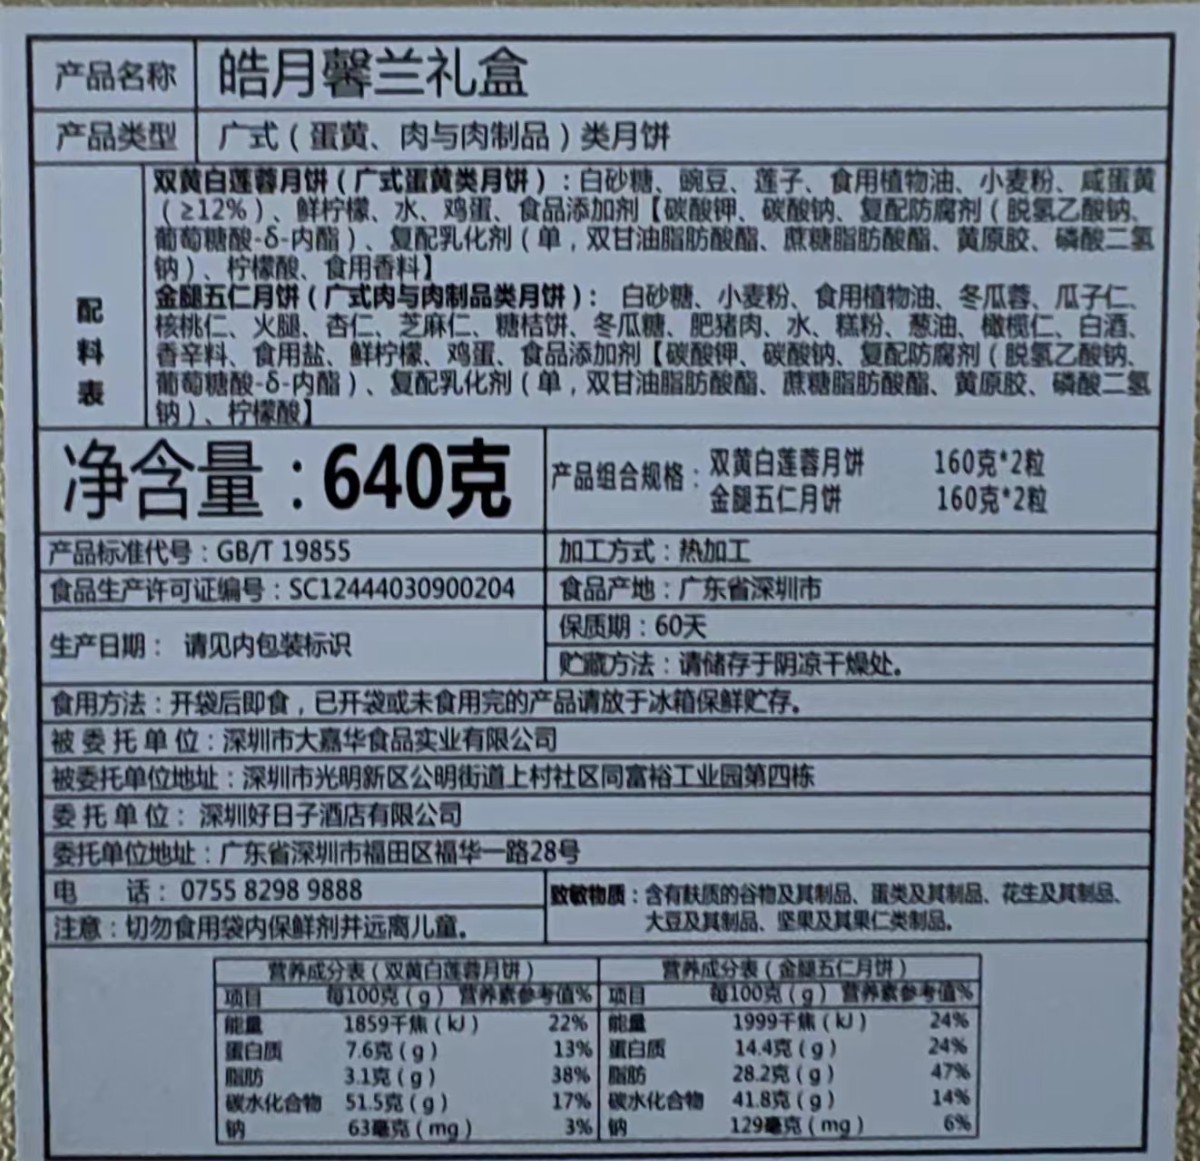 产品名称 皓月馨兰礼盒
产品类型 广式（蛋黄、肉与肉制品）类月饼
配料表
双黄白莲蓉月饼（广式蛋黄类月饼）：白砂糖、豌豆、莲子、食用植物油、小麦粉、咸蛋黄
（≥12%）、鲜柠檬、水、鸡蛋、食品添加剂【碳酸钾、碳酸钠、复配防腐剂（脱氢乙酸钠、
葡萄糖酸-δ-内酯）、复配乳化剂（单，双甘油脂肪酸酯、蔗糖脂肪酸酯、黄原胶、磷酸二氢
钠）、柠檬酸、食用香料】
金腿五仁月饼（广式肉与肉制品类月饼）： 白砂糖、小麦粉、食用植物油、冬瓜蓉、瓜子仁、
核桃仁、火腿、杏仁、芝麻仁、糖桔饼、冬瓜糖、肥猪肉、水、糕粉、葱油、橄榄仁、白酒、
香辛料、食用盐、鲜柠檬、鸡蛋、食品添加剂【碳酸钾、碳酸钠、复配防腐剂（脱氢乙酸钠、
葡萄糖酸-δ-内酯）、复配乳化剂（单，双甘油脂肪酸酯、蔗糖脂肪酸酯、黄原胶、磷酸二氢
钠）、柠檬酸】
净含量：640克
产品组合规格：双黄白莲蓉月饼 160克*2粒
金腿五仁月饼 160克*2粒
产品标准代号：GB/T 19855
加工方式：热加工
食品生产许可证编号：SC12444030900204
食品产地：广东省深圳市
生产日期： 请见内包装标识
保质期：60天
贮藏方法：请储存于阴凉干燥处。
食用方法：开袋后即食，已开袋或未食用完的产品请放于冰箱保鲜贮存。
被委托单位：深圳市大嘉华食品实业有限公司
被委托单位地址：深圳市光明新区公明街道上村社区同富裕工业园第四栋
委托单位：深圳好日子酒店有限公司
委托单位地址：广东省深圳市福田区福华一路28号
电 话：0755 8298 9888
注意：切勿食用袋内保鲜剂并远离儿童。
致敏物质：含有麸质的谷物及其制品、蛋类及其制品、花生及其制品、
大豆及其制品、坚果及其果仁类制品。
营养成分表（双黄白莲蓉月饼）
项目 每100克（g） 营养素参考值%
能量 1859千焦（kJ） 22%
蛋白质 7.6克（g） 13%
脂肪 3.1克（g） 38%
碳水化合物 51.5克（g） 17%
钠 63毫克（mg） 3%
营养成分表（金腿五仁月饼）
项目 每100克（g） 营养素参考值%
能量 1999千焦（kJ） 24%
蛋白质 14.4克（g） 24%
脂肪 28.2克（g） 47%
碳水化合物 41.8克（g） 14%
钠 129毫克（mg） 6%